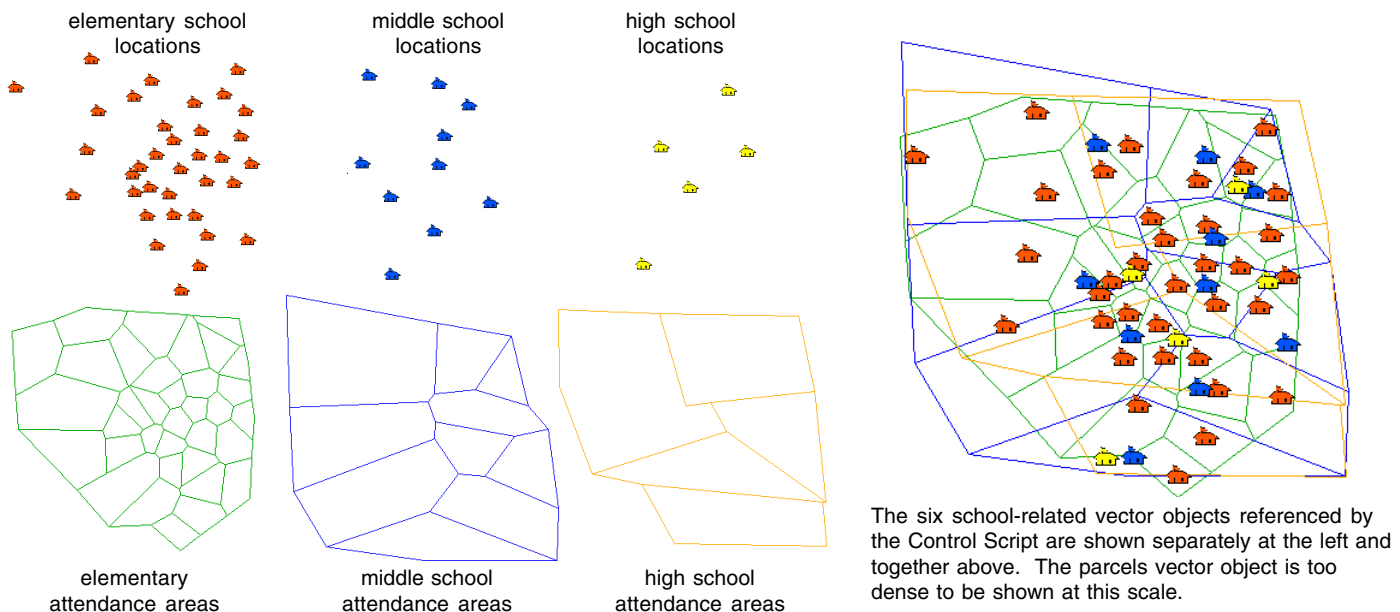 elementary school
locations
middle school
locations
high school
locations
elementary
attendance areas
middle school
attendance areas
high school
attendance areas
The six school-related vector objects referenced by
the Control Script are shown separately at the left and
together above. The parcels vector object is too
dense to be shown at this scale.